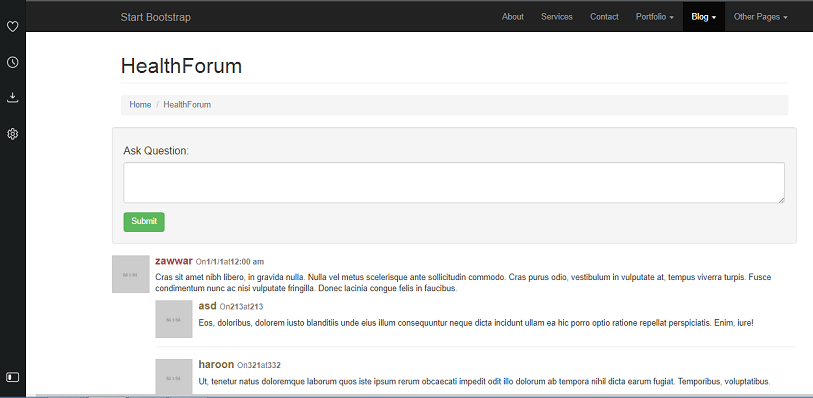 Start Bootstrap About Services Contact Portfolio Blog Other Pages
HealthForum
Home / HealthForum
Ask Question:
Submit
zawwar On1/1/1at12:00 am
Cras sit amet nibh libero, in gravida nulla. Nulla vel metus scelerisque ante sollicitudin commodo. Cras purus odio, vestibulum in vulputate at, tempus viverra turpis. Fusce
condimentum nunc ac nisi vulputate fringilla. Donec lacinia congue felis in faucibus.
asd On213at213
Eos, doloribus, dolorem iusto blanditiis unde eius illum consequuntur neque dicta incidunt ullam ea hic porro optio ratione repellat perspiciatis. Enim, iure!
haroon On321at332
Ut, tenetur natus doloremque laborum quos iste ipsum rerum obcaecati impedit odit illo dolorum ab tempora nihil dicta earum fugiat. Temporibus, voluptatibus.